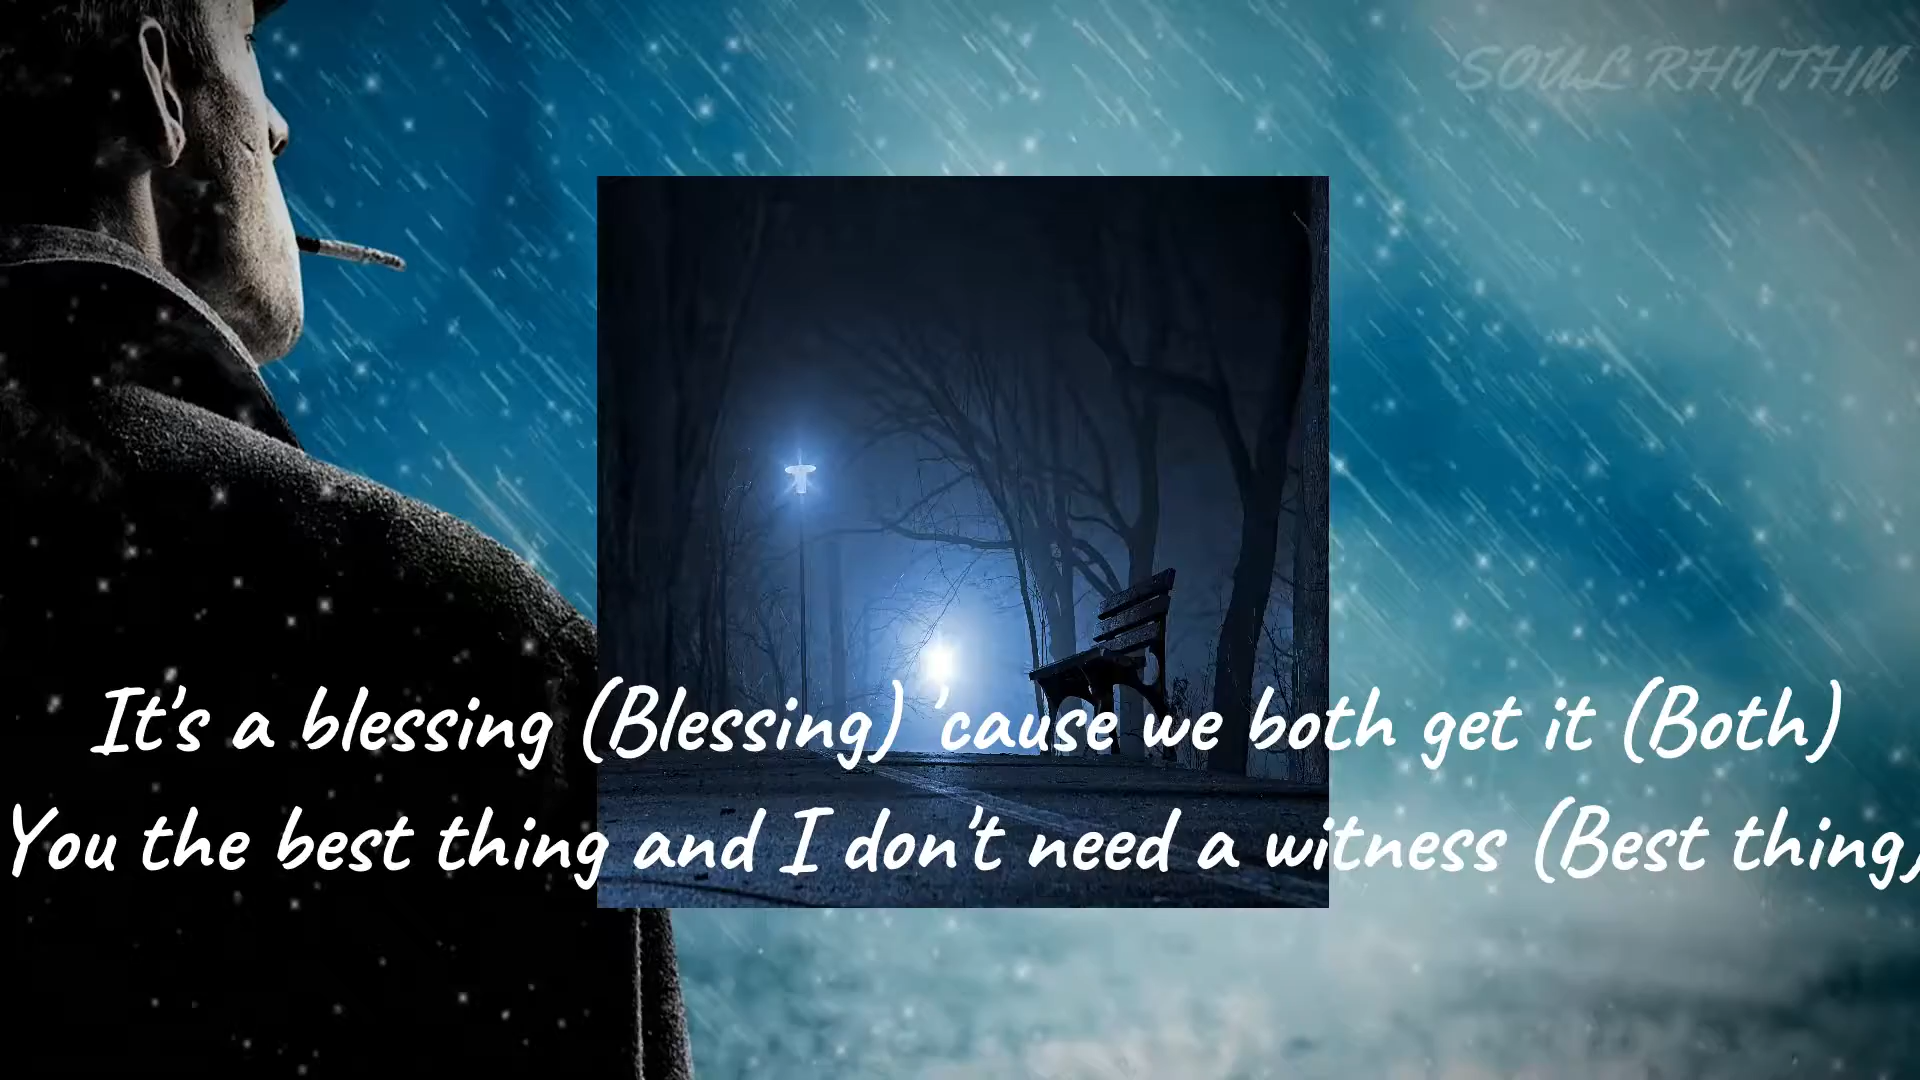 SOUL RHYTHM
It's a blessing (Blessing) 'cause we both get it (Both)
You the best thing and I don't need a witness (Best thing)